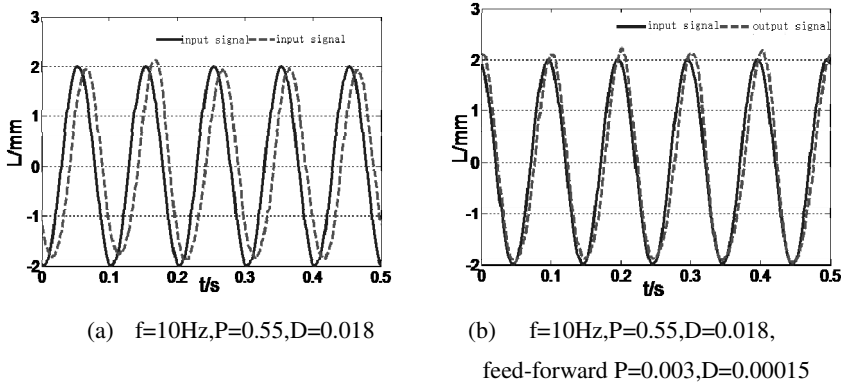 input signal input signal
3
2
1
0
-1
-2
L/mm
0 0.1 0.2 0.3 0.4 0.5
t/s
(a) f=10Hz,P=0.55,D=0.018
input signal output signal
3
2
1
0
-1
-2
L/mm
0 0.1 0.2 0.3 0.4 0.5
t/s
(b) f=10Hz,P=0.55,D=0.018,
feed-forward P=0.003,D=0.00015